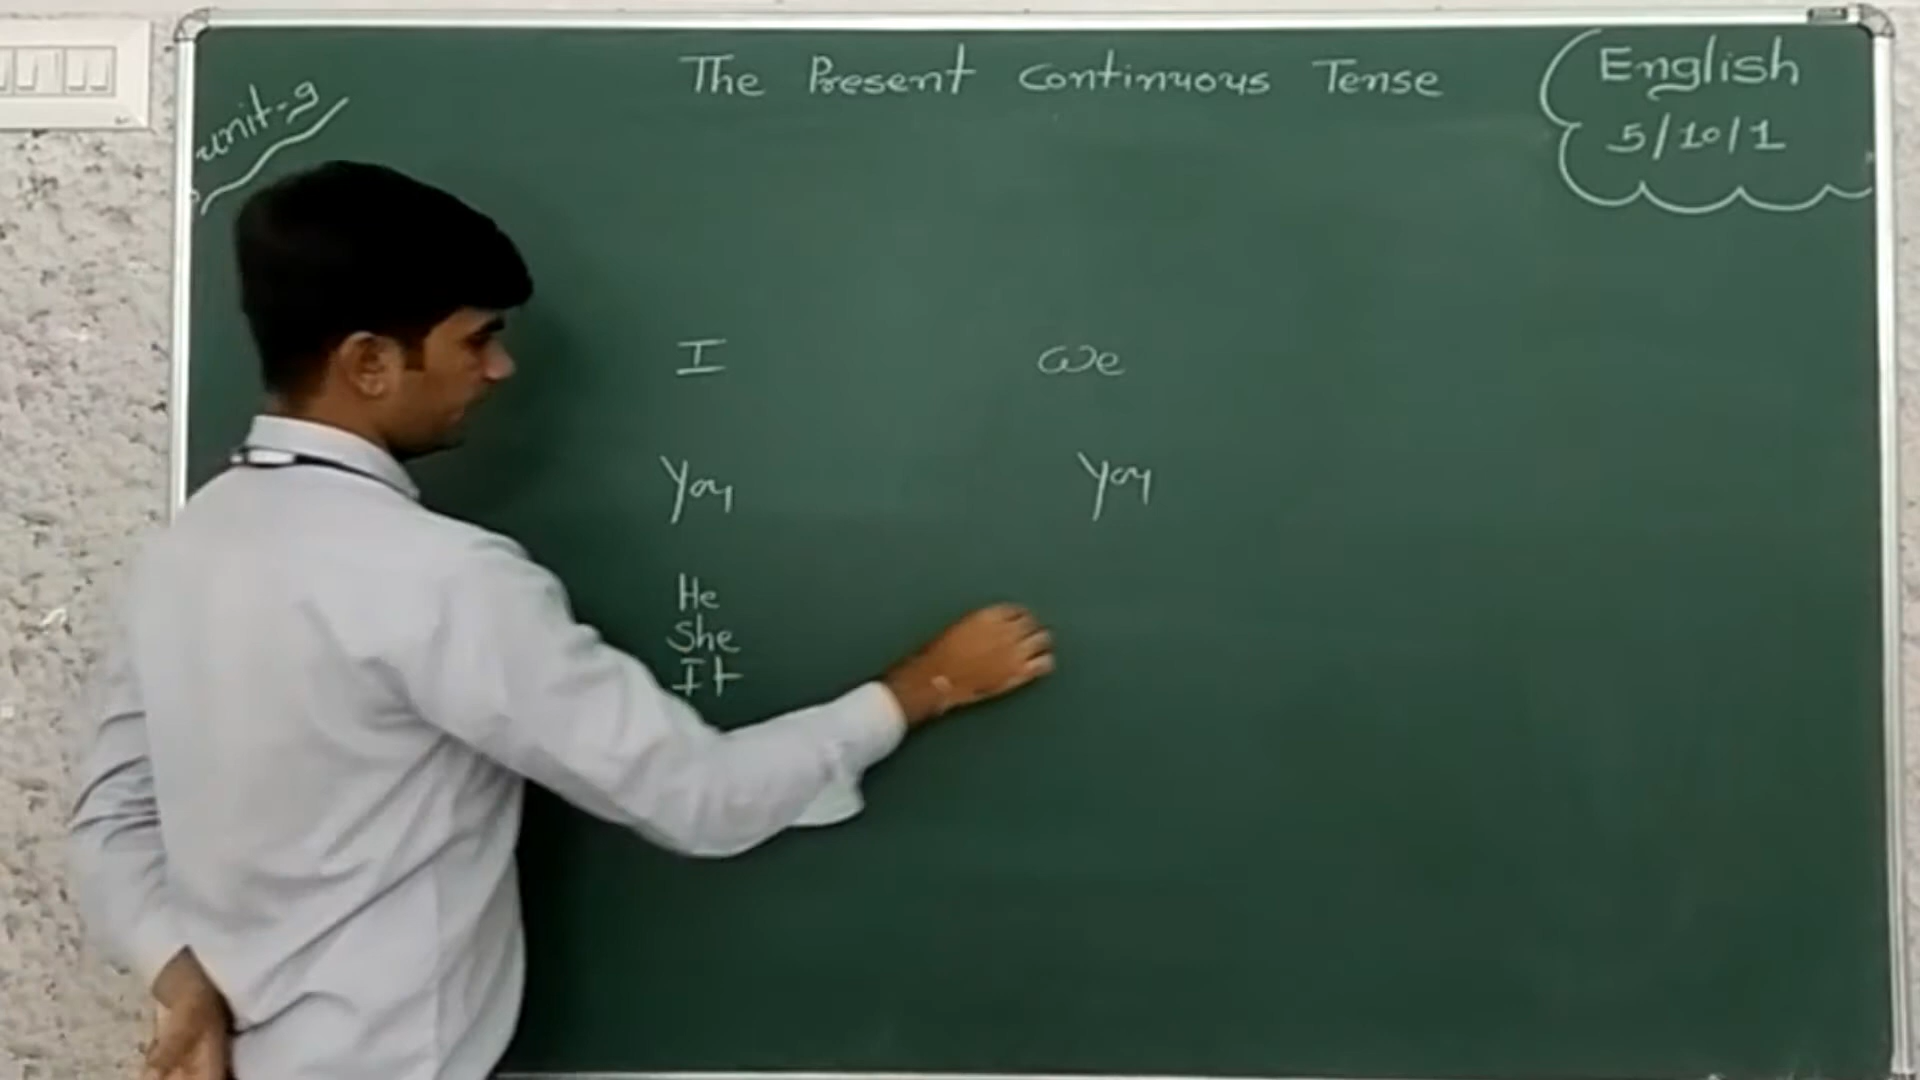 The Present Continuous Tense
English
5/10/1
unit-9
I we
You You
He
She
It